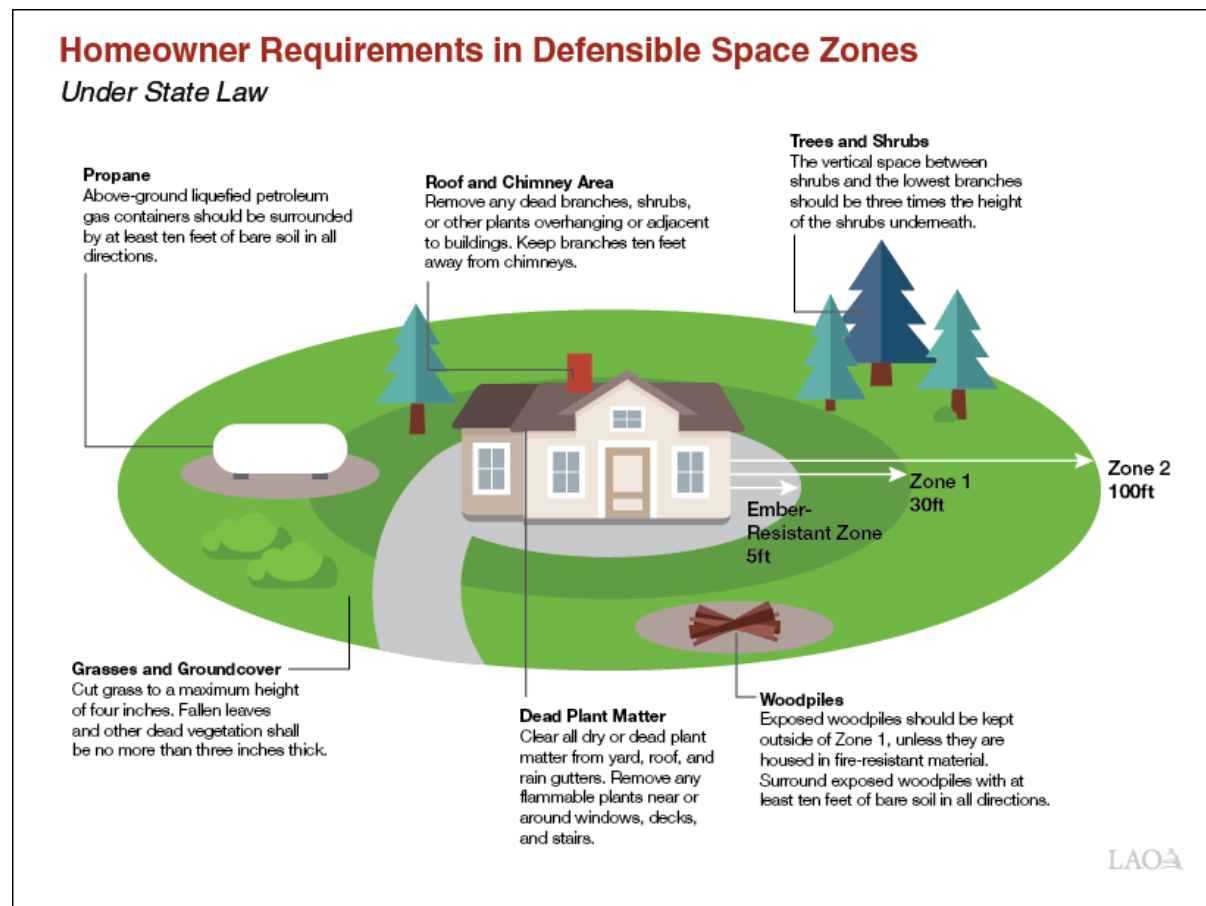 Homeowner Requirements in Defensible Space Zones
Under State Law
Propane
Above-ground liquefied petroleum
gas containers should be surrounded
by at least ten feet of bare soil in all
directions.
Roof and Chimney Area
Remove any dead branches, shrubs,
or other plants overhanging or adjacent
to buildings. Keep branches ten feet
away from chimneys.
Trees and Shrubs
The vertical space between
shrubs and the lowest branches
should be three times the height
of the shrubs underneath.
Zone 2
100ft
Zone 1
30ft
Ember-
Resistant Zone
5ft
Grasses and Groundcover
Cut grass to a maximum height
of four inches. Fallen leaves
and other dead vegetation shall
be no more than three inches thick.
Dead Plant Matter
Clear all dry or dead plant
matter from yard, roof, and
rain gutters. Remove any
flammable plants near or
around windows, decks,
and stairs.
Woodpiles
Exposed woodpiles should be kept
outside of Zone 1, unless they are
housed in fire-resistant material.
Surround exposed woodpiles with at
least ten feet of bare soil in all directions.
LAO